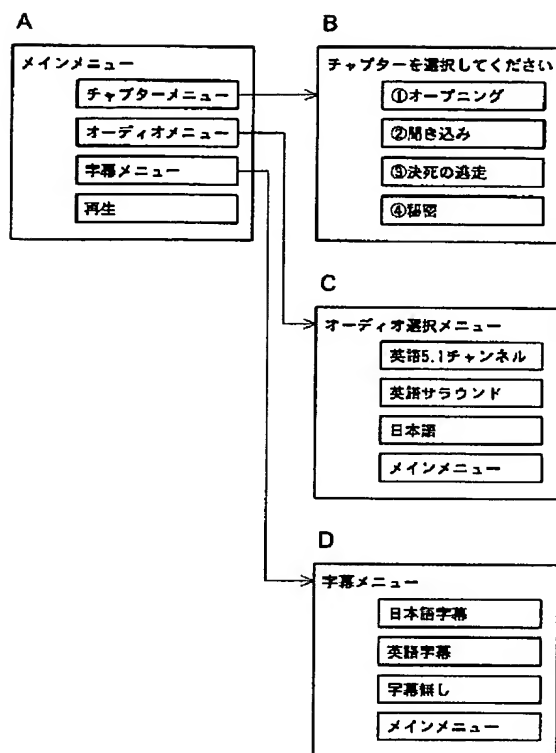 A
メインメニュー
チャプターメニュー
オーディオメニュー
字幕メニュー
再生
B
チャプターを選択してください
①オープニング
②聞き込み
③決死の逃走
④秘密
C
オーディオ選択メニュー
英語5.1チャンネル
英語サラウンド
日本語
メインメニュー
D
字幕メニュー
日本語字幕
英語字幕
字幕無し
メインメニュー